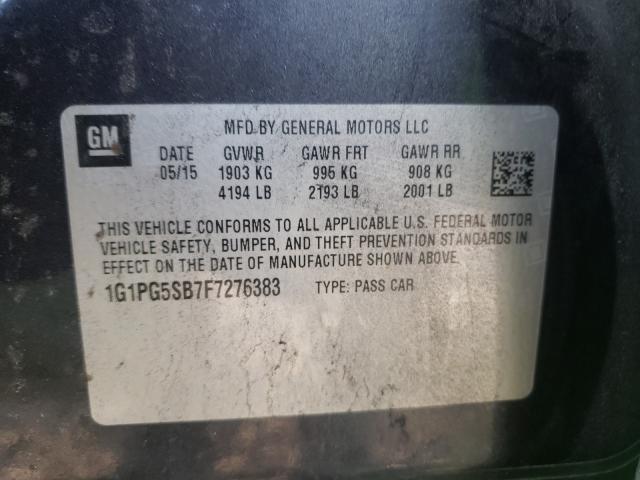 GM
MFD BY GENERAL MOTORS LLC
DATE GVWR GAWR FRT GAWR RR
05/15 1903 KG 995 KG 908 KG
4194 LB 2193 LB 2001 LB
THIS VEHICLE CONFORMS TO ALL APPLICABLE U.S. FEDERAL MOTOR
VEHICLE SAFETY, BUMPER, AND THEFT PREVENTION STANDARDS IN
EFFECT ON THE DATE OF MANUFACTURE SHOWN ABOVE.
1G1PG5SB7F7276383 TYPE: PASS CAR